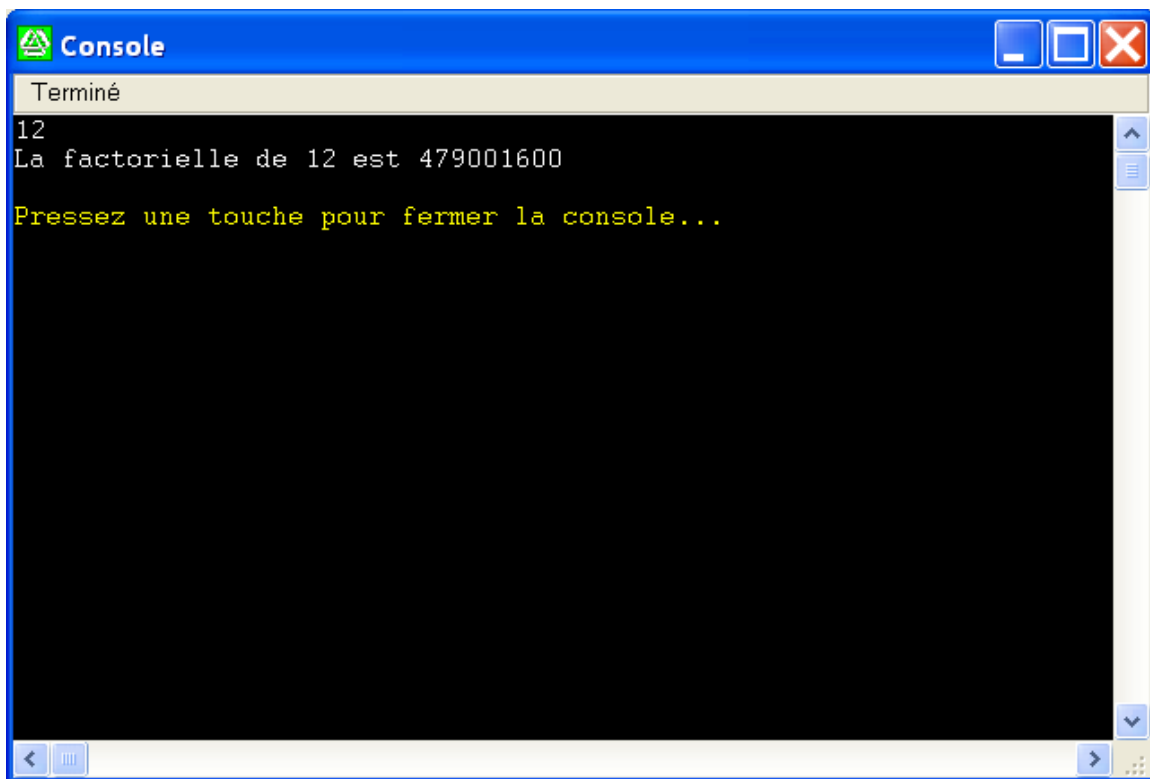 Console
Terminé
12
La factorielle de 12 est 479001600
Pressez une touche pour fermer la console...